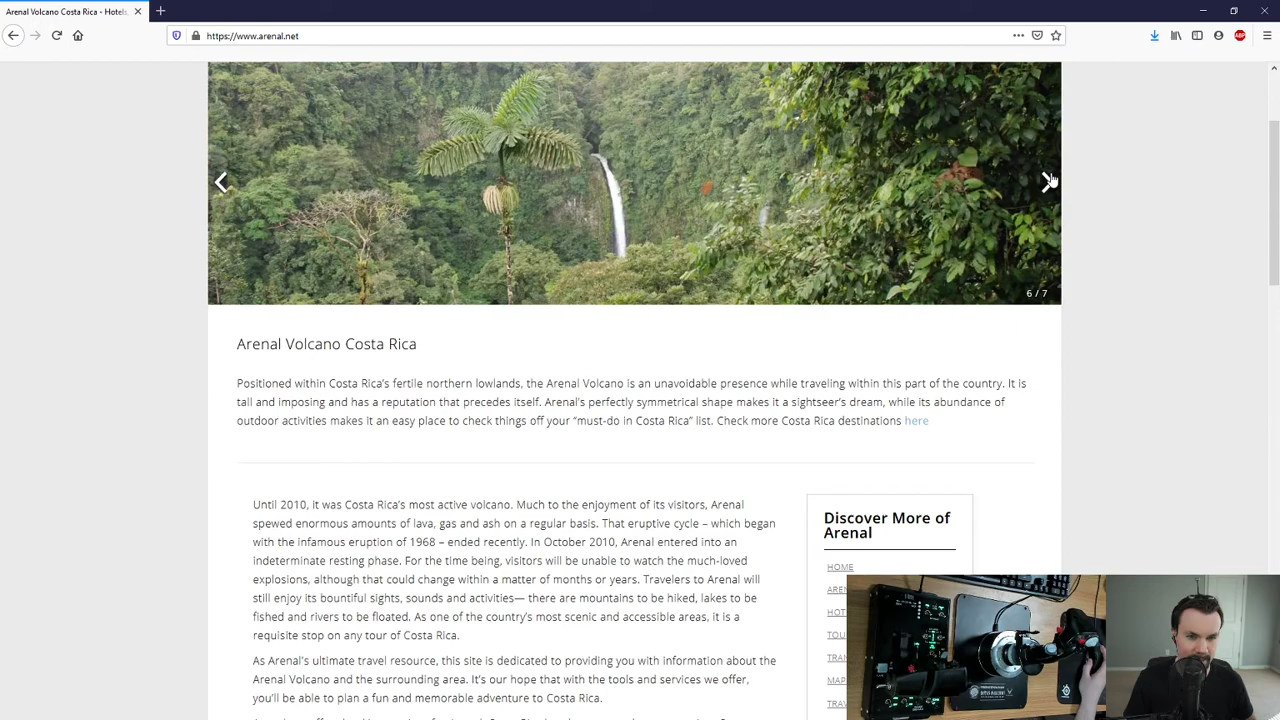 Arenal Volcano Costa Rica - Hotels,
https://www.arenal.net
ABP
6 / 7
Arenal Volcano Costa Rica
Positioned within Costa Rica's fertile northern lowlands, the Arenal Volcano is an unavoidable presence while traveling within this part of the country. It is
tall and imposing and has a reputation that precedes itself. Arenal's perfectly symmetrical shape makes it a sightseer's dream, while its abundance of
outdoor activities makes it an easy place to check things off your “must-do in Costa Rica” list. Check more Costa Rica destinations here
Until 2010, it was Costa Rica's most active volcano. Much to the enjoyment of its visitors, Arenal
spewed enormous amounts of lava, gas and ash on a regular basis. That eruptive cycle – which began
with the infamous eruption of 1968 – ended recently. In October 2010, Arenal entered into an
indeterminate resting phase. For the time being, visitors will be unable to watch the much-loved
explosions, although that could change within a matter of months or years. Travelers to Arenal will
still enjoy its beautiful sights, sounds and activities— there are mountains to be hiked, lakes to be
fished and rivers to be floated. As one of the country's most scenic and accessible areas, it is a
requisite stop on any tour of Costa Rica.
As Arenal's ultimate travel resource, this site is dedicated to providing you with information about the
Arenal Volcano and the surrounding area. It's our hope that with the tools and services we offer,
you'll be able to plan a fun and memorable adventure to Costa Rica.
Discover More of
Arenal
HOME
AREN
HOT
TOU
TRAN
MAP
TRAV